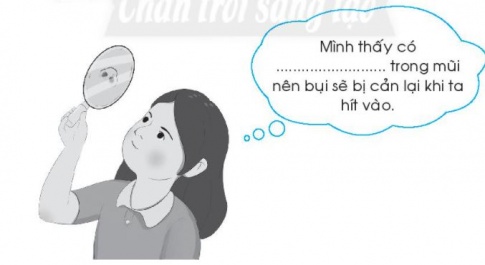 Chân trời sáng tạo
Mình thấy có
.......................... trong mũi
nên bụi sẽ bị cản lại khi ta
hít vào.